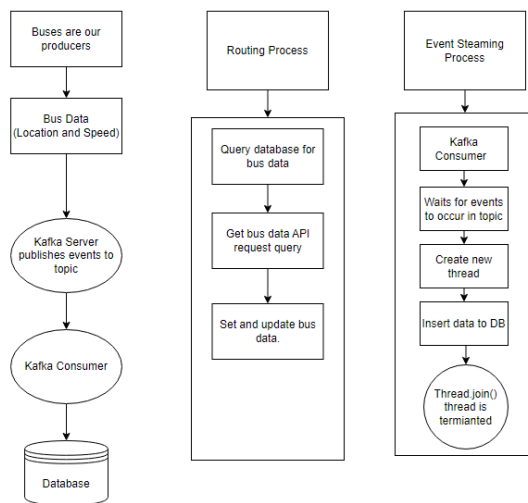 Buses are our
producers
Bus Data
(Location and Speed)
Kafka Server
publishes events to
topic
Kafka Consumer
Database
Routing Process
Query database for
bus data
Get bus data API
request query
Set and update bus
data.
Event Steaming
Process
Kafka
Consumer
Waits for events
to occur in topic
Create new
thread
Insert data to DB
Thread.join()
thread is
termianted